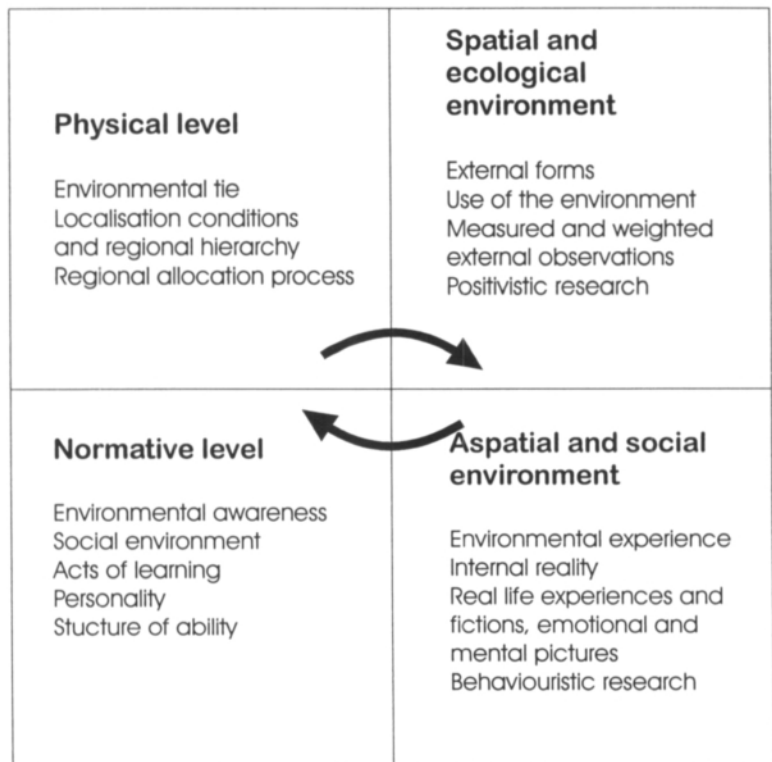 Physical level
Environmental tie
Localisation conditions
and regional hierarchy
Regional allocation process
Spatial and
ecological
environment
External forms
Use of the environment
Measured and weighted
external observations
Positivistic research
Normative level
Environmental awareness
Social environment
Acts of learning
Personality
Stucture of ability
Aspatial and social
environment
Environmental experience
Internal reality
Real life experiences and
fictions, emotional and
mental pictures
Behaviouristic research